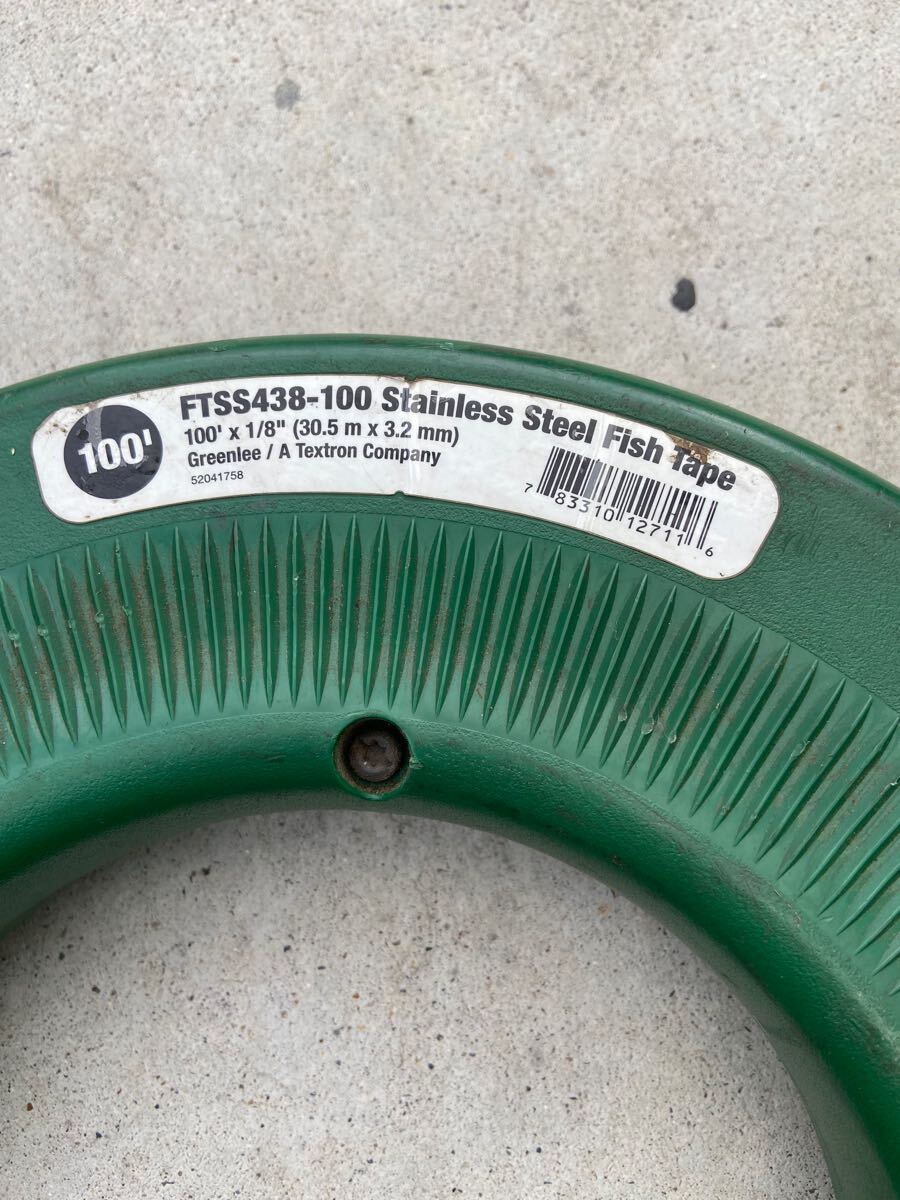 100'
FTSS438-100 Stainless Steel Fish Tape
100' x 1/8" (30.5 m x 3.2 mm)
Greenlee / A Textron Company
52041758
7 83310 12711 6